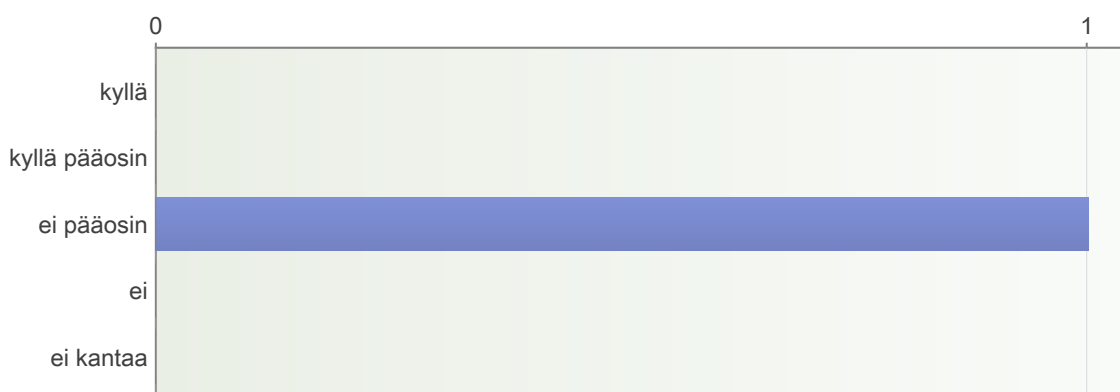 0 1
kyllä
kyllä pääosin
ei pääosin
ei
ei kantaa